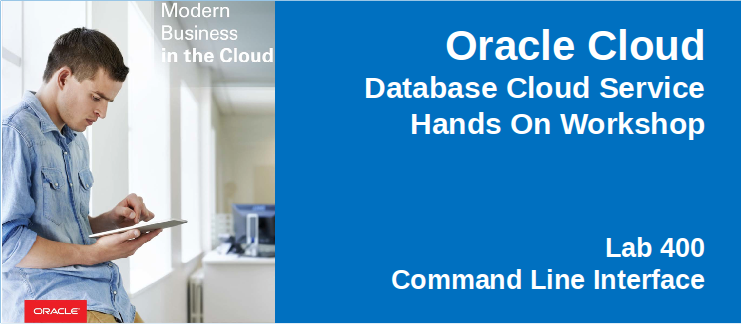 Modern
Business
in the Cloud
Oracle Cloud
Database Cloud Service
Hands On Workshop
Lab 400
Command Line Interface
ORACLE